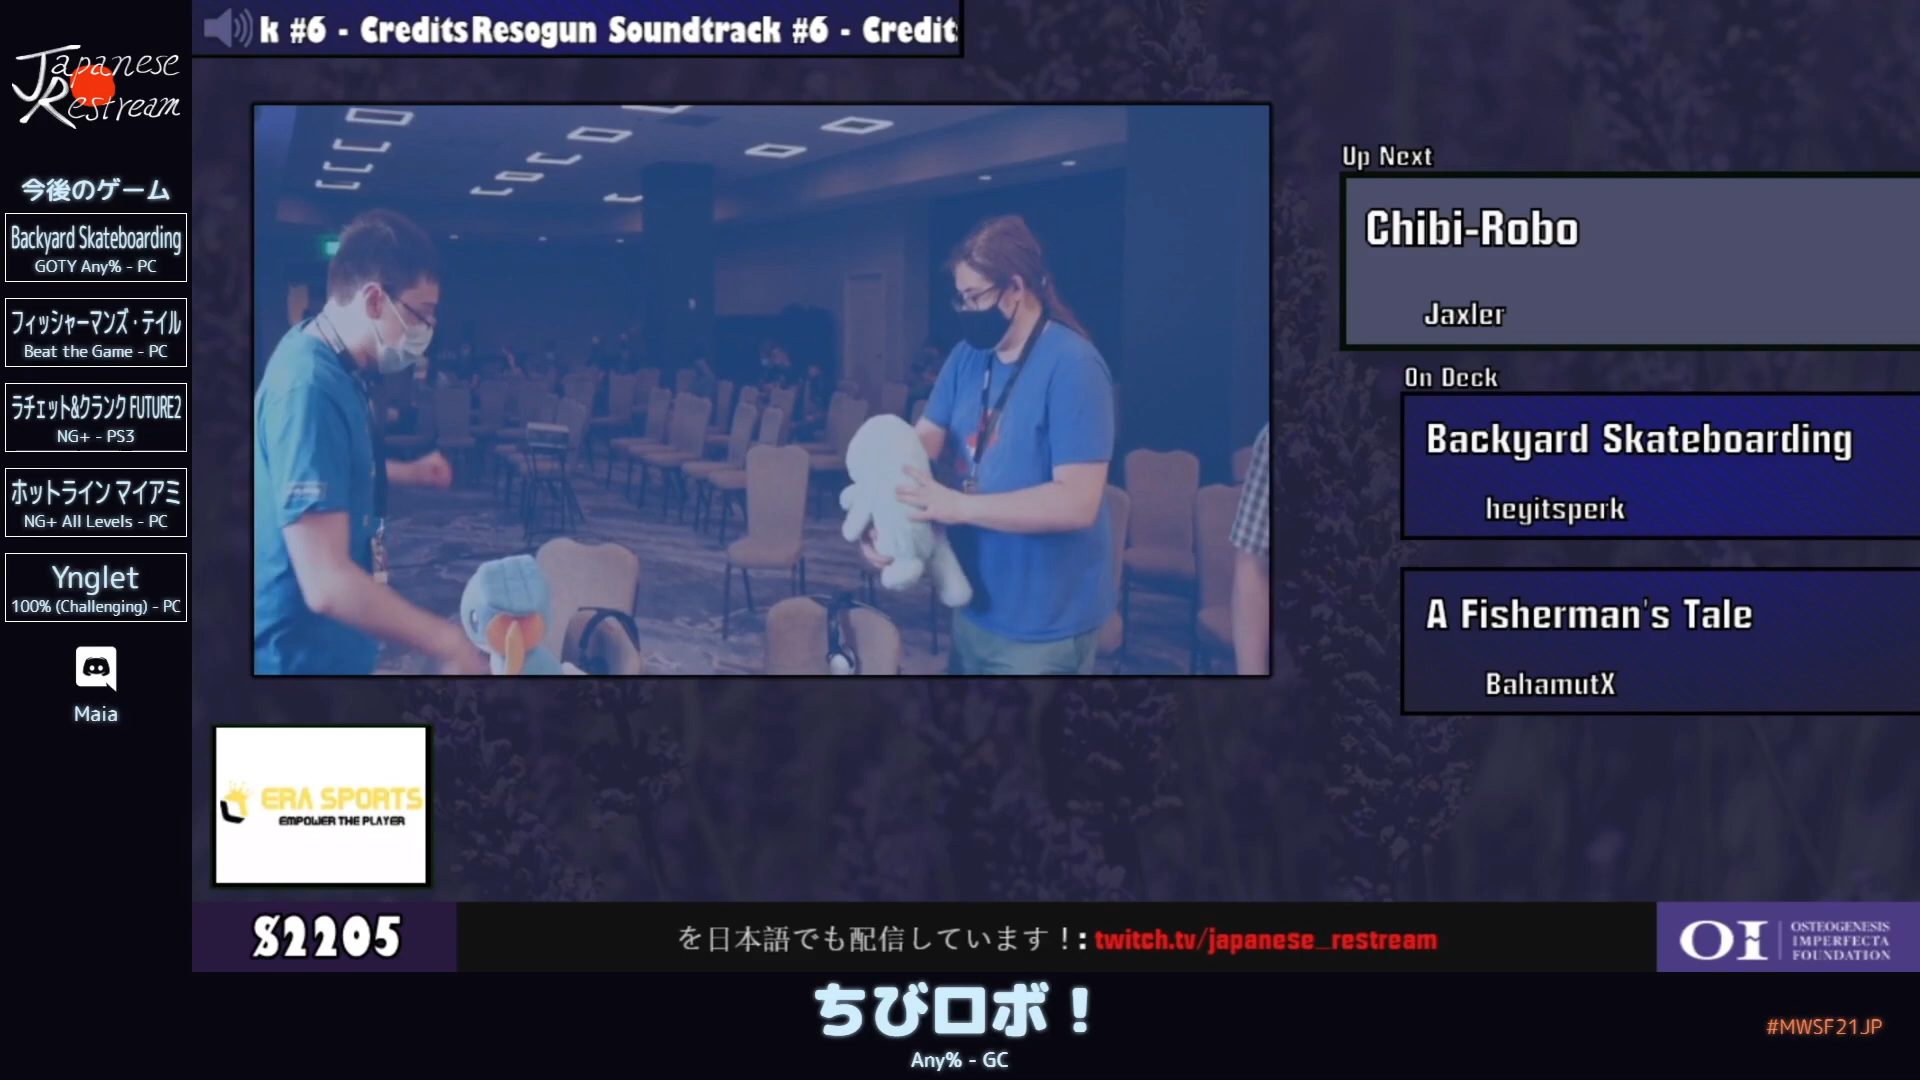 k #6 - CreditsResogun Soundtrack #6 - Credits
Japanese
Restream
今後のゲーム
Backyard Skateboarding
GOTY Any% - PC
フィッシャーマンズ・テイル
Beat the Game - PC
ラチェット&クランク FUTURE2
NG+ - PS3
ホットライン マイアミ
NG+ All Levels - PC
Ynglet
100% (Challenging) - PC
Maia
Up Next
Chibi-Robo
Jaxler
On Deck
Backyard Skateboarding
heyitsperk
A Fisherman's Tale
BahamutX
ERA SPORTS
EMPOWER THE PLAYER
$2205
を日本語でも配信しています！: twitch.tv/japanese_restream
OI
OSTEOGENESIS
IMPERFECTA
FOUNDATION
ちびロボ！
Any% - GC
#MWSF21JP